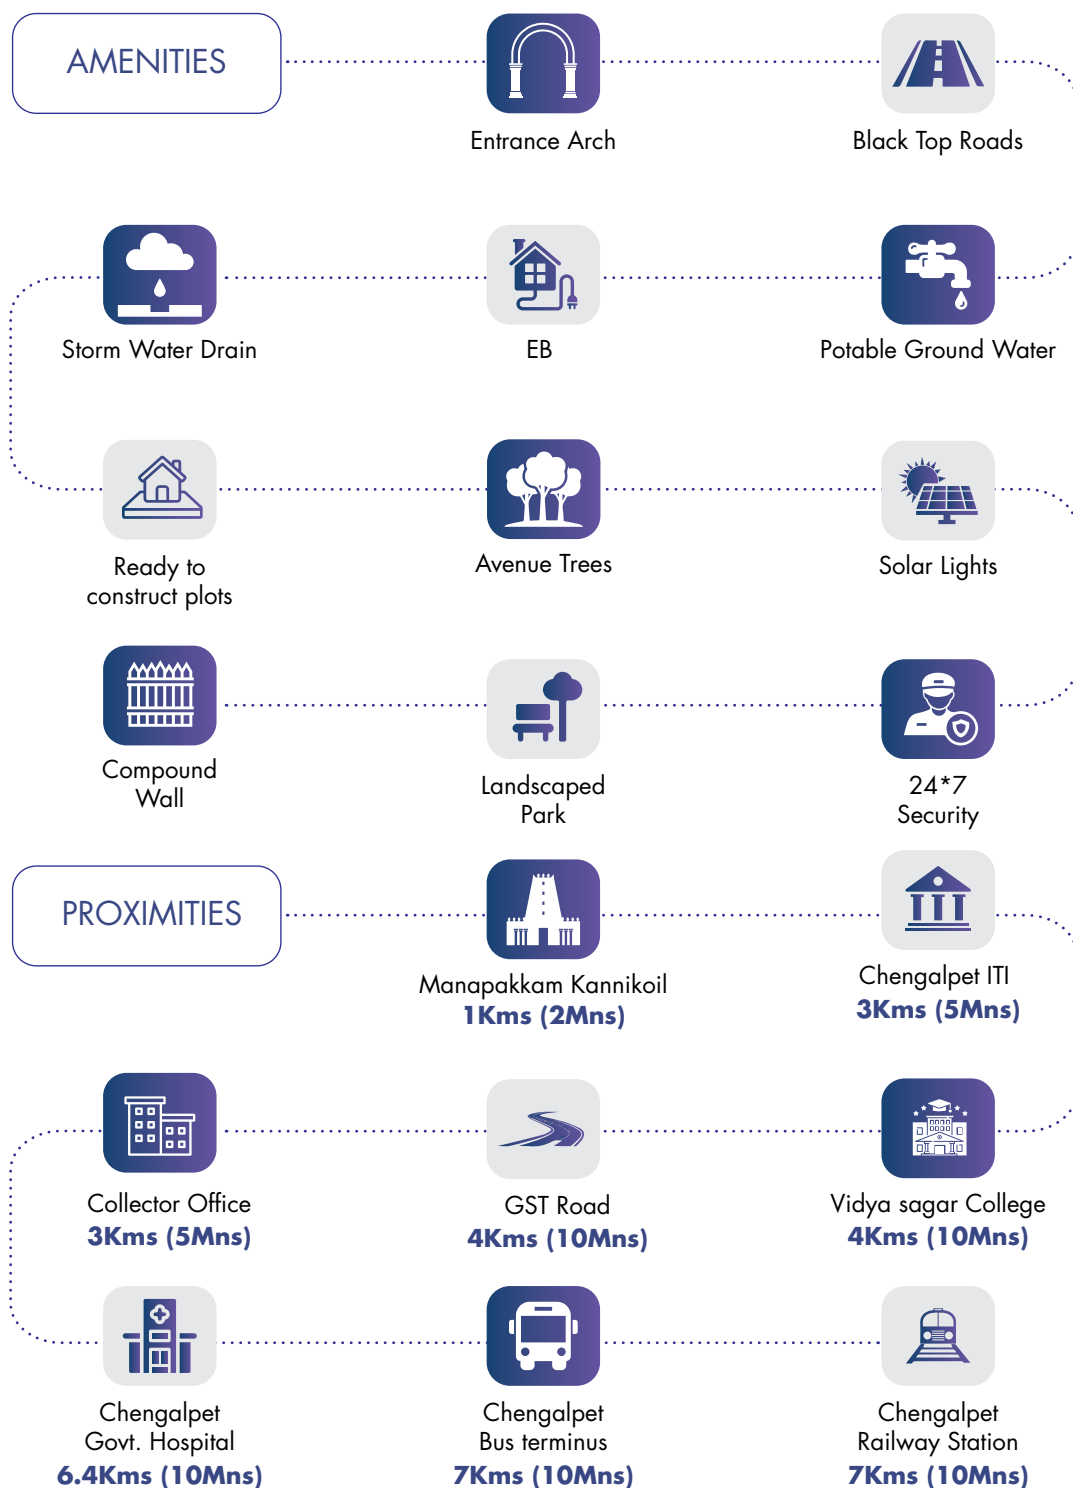 AMENITIES
Entrance Arch
Black Top Roads
Storm Water Drain
EB
Potable Ground Water
Ready to
construct plots
Avenue Trees
Solar Lights
Compound
Wall
Landscaped
Park
24*7
Security
PROXIMITIES
Manapakkam Kannikoil
1Kms (2Mns)
Chengalpet ITI
3Kms (5Mns)
Collector Office
3Kms (5Mns)
GST Road
4Kms (10Mns)
Vidya sagar College
4Kms (10Mns)
Chengalpet
Govt. Hospital
6.4Kms (10Mns)
Chengalpet
Bus terminus
7Kms (10Mns)
Chengalpet
Railway Station
7Kms (10Mns)